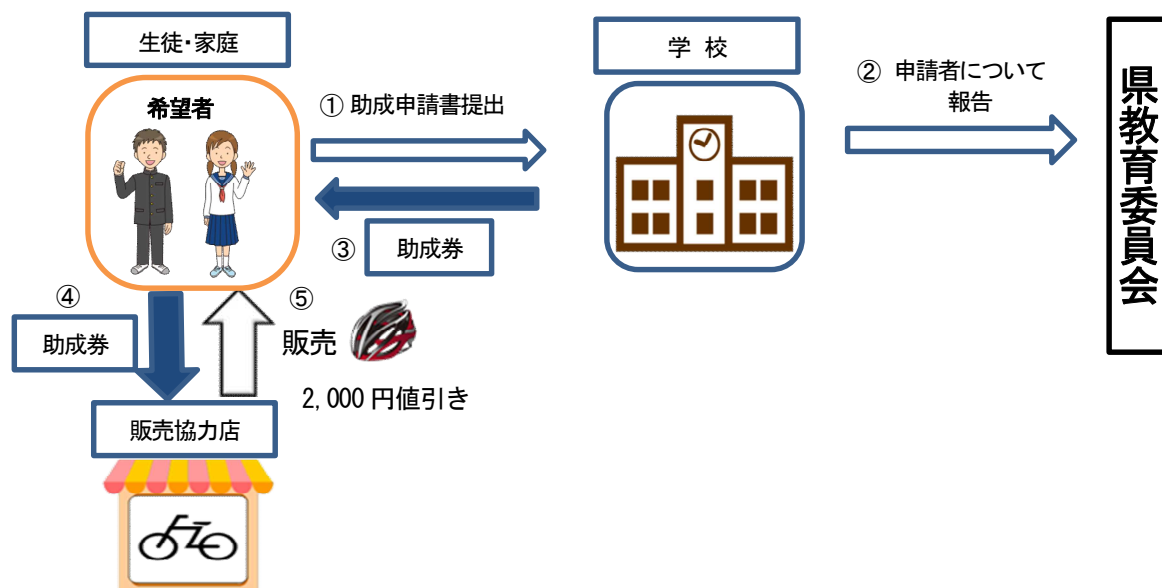 生徒・家庭
学 校
希望者
① 助成申請書提出
② 申請者について
報告
県教育委員会
③
助成券
④
助成券
⑤
販売
2,000 円値引き
販売協力店